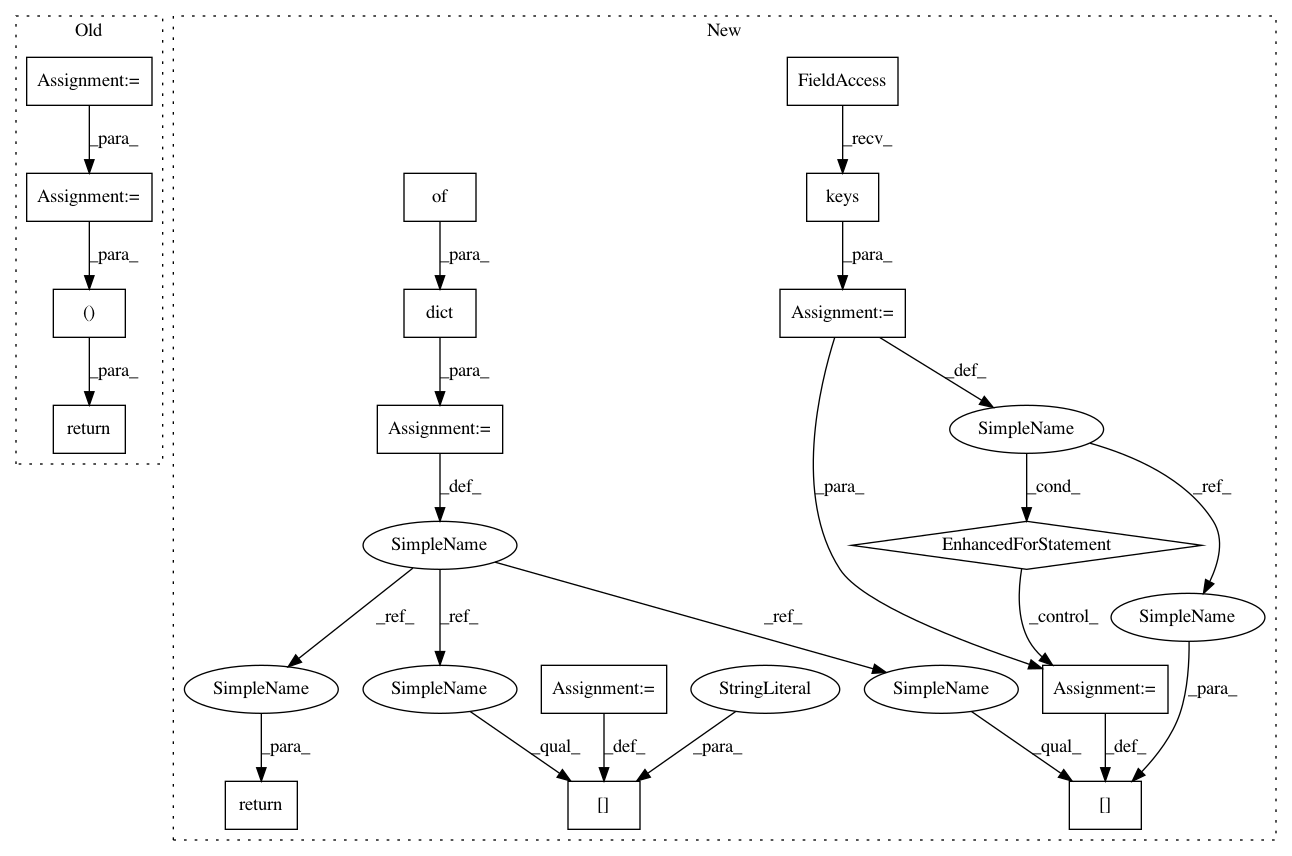 Old
New
Assignment:=
FieldAccess
_para_
_recv_
Assignment:=
of
keys
_para_
_para_
_para_
()
dict
Assignment:=
_para_
_para_
_def_
return
Assignment:=
SimpleName
_def_
_para_
_cond_
_ref_
SimpleName
EnhancedForStatement
_ref_
_ref_
_ref_
_control_
SimpleName
SimpleName
SimpleName
Assignment:=
StringLiteral
SimpleName
Assignment:=
_para_
_para_
_qual_
_def_
_para_
_qual_
_def_
return
[]
[]